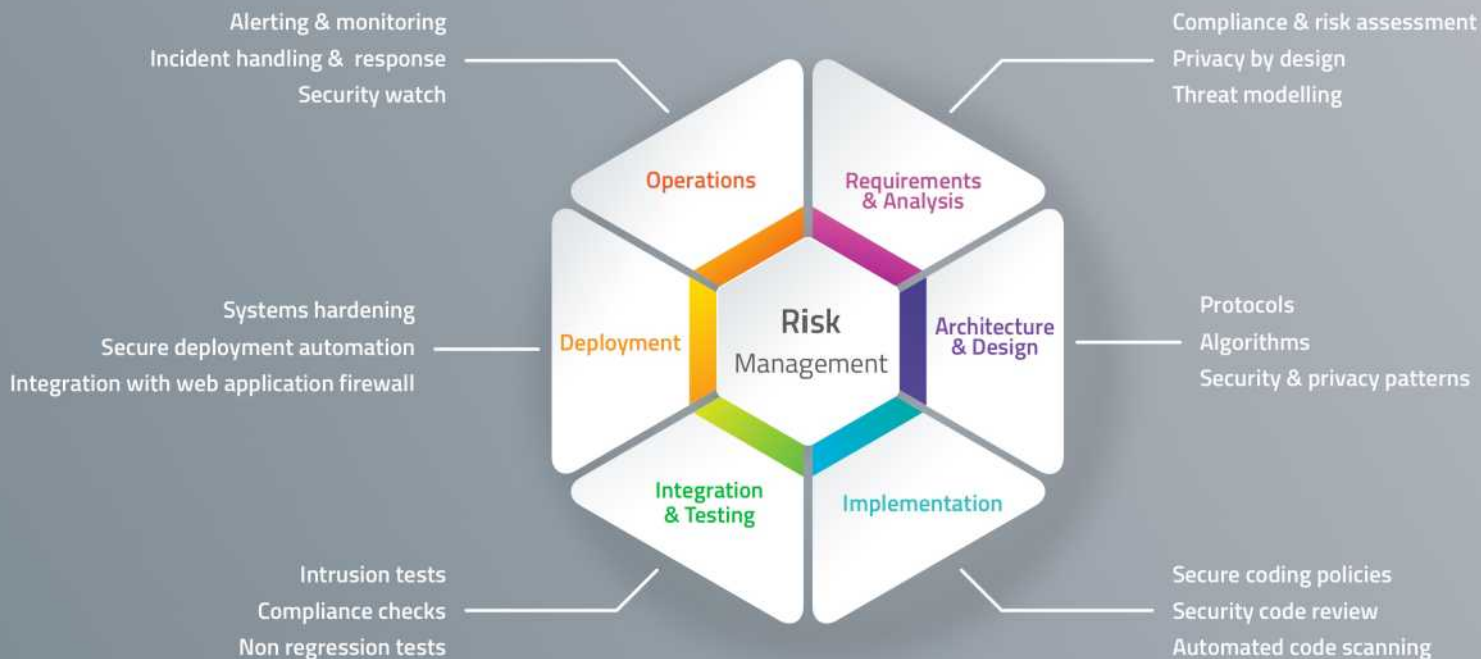 Alerting & monitoring
Incident handling & response
Security watch
Compliance & risk assessment
Privacy by design
Threat modelling
Operations
Requirements
& Analysis
Systems hardening
Secure deployment automation
Integration with web application firewall
Deployment
Risk
Management
Architecture
& Design
Protocols
Algorithms
Security & privacy patterns
Integration
& Testing
Implementation
Intrusion tests
Compliance checks
Non regression tests
Secure coding policies
Security code review
Automated code scanning